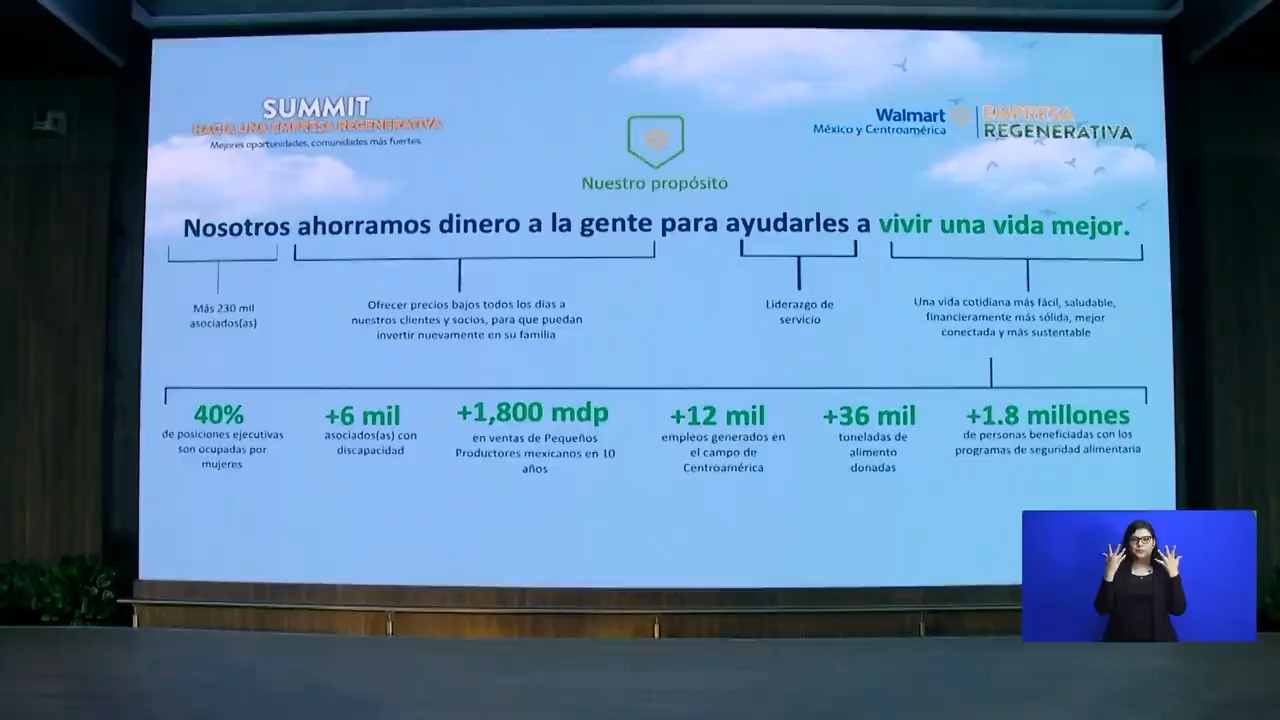 SUMMIT
HACIA UNA EMPRESA REGENERATIVA
Mejores oportunidades, comunidades más fuertes.
Walmart
México y Centroamérica
EMPRESA
REGENERATIVA
Nuestro propósito
Nosotros ahorramos dinero a la gente para ayudarles a vivir una vida mejor.
Más 230 mil
asociados(as)
Ofrecer precios bajos todos los días a
nuestros clientes y socios, para que puedan
invertir nuevamente en su familia
Liderazgo de
servicio
Una vida cotidiana más fácil, saludable,
financieramente más sólida, mejor
conectada y más sustentable
40%
de posiciones ejecutivas
son ocupadas por
mujeres
+6 mil
asociados(as) con
discapacidad
+1,800 mdp
en ventas de Pequeños
Productores mexicanos en 10
años
+12 mil
empleos generados en
el campo de
Centroamérica
+36 mil
toneladas de
alimento
donadas
+1.8 millones
de personas beneficiadas con los
programas de seguridad alimentaria